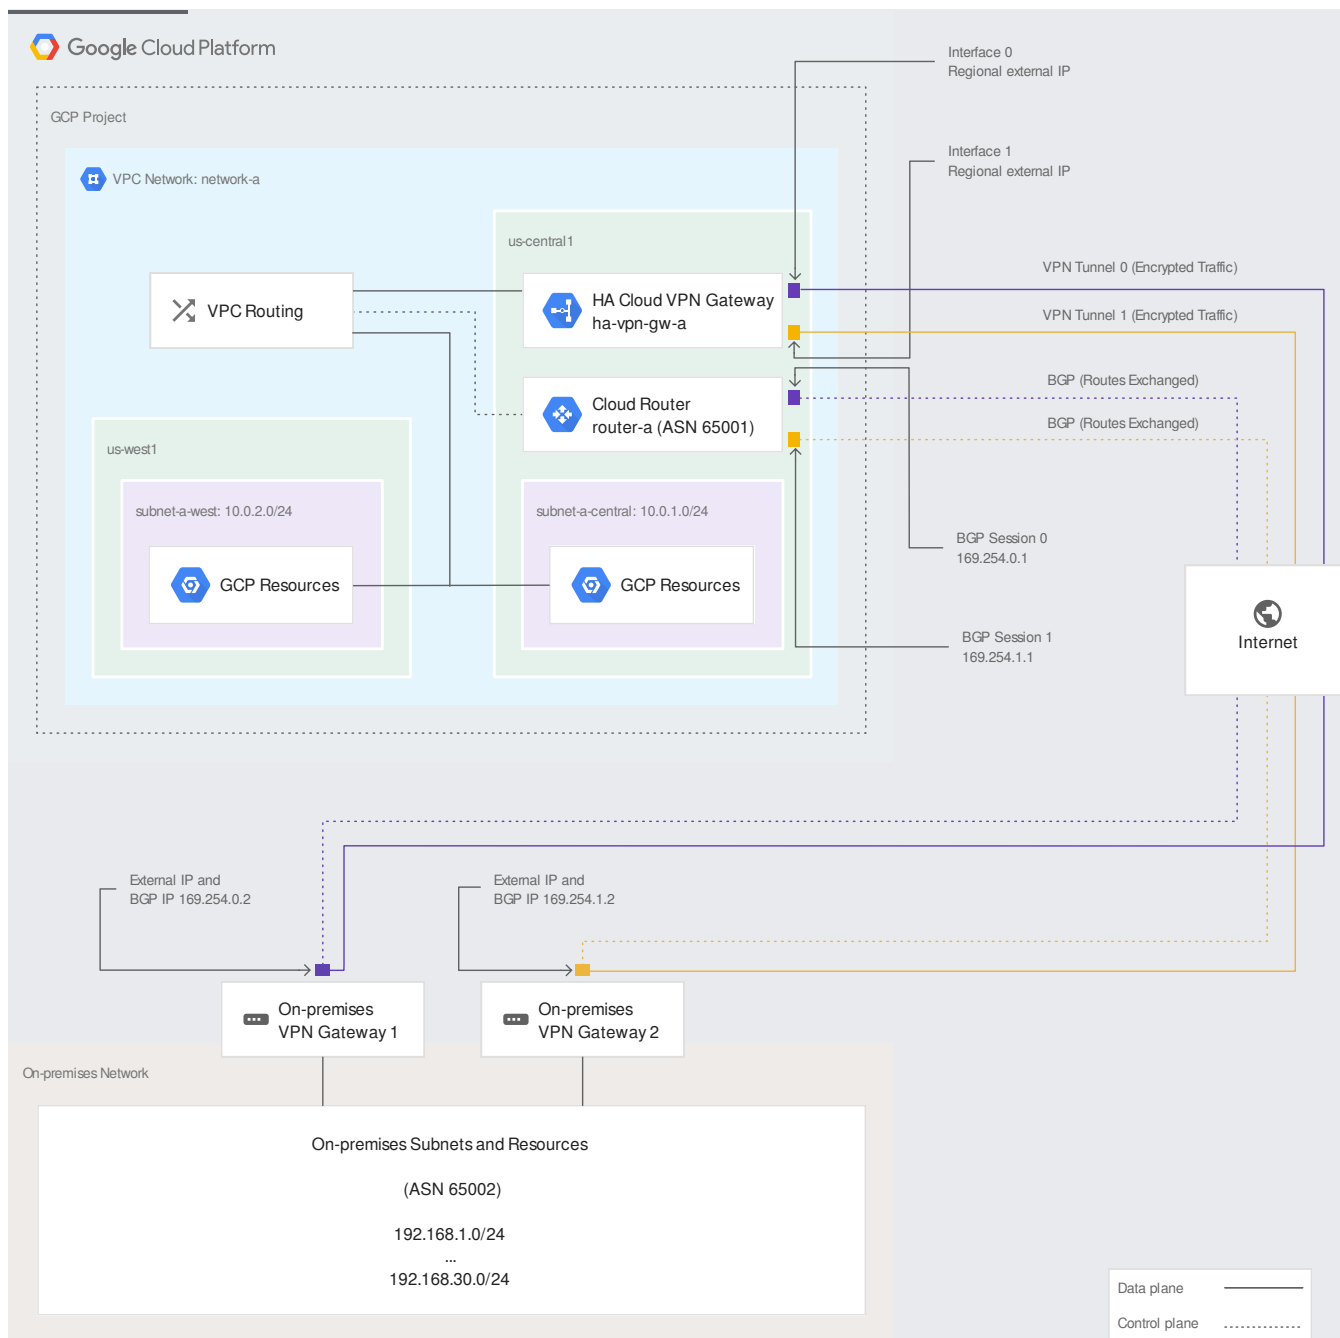 Google Cloud Platform
Interface 0
Regional external IP
GCP Project
Interface 1
Regional external IP
VPC Network: network-a
us-central1
VPN Tunnel 0 (Encrypted Traffic)
VPC Routing
HA Cloud VPN Gateway
ha-vpn-gw-a
VPN Tunnel 1 (Encrypted Traffic)
BGP (Routes Exchanged)
Cloud Router
router-a (ASN 65001)
BGP (Routes Exchanged)
us-west1
subnet-a-west: 10.0.2.0/24
subnet-a-central: 10.0.1.0/24
BGP Session 0
169.254.0.1
GCP Resources
GCP Resources
BGP Session 1
169.254.1.1
Internet
External IP and
BGP IP 169.254.0.2
External IP and
BGP IP 169.254.1.2
On-premises
VPN Gateway 1
On-premises
VPN Gateway 2
On-premises Network
On-premises Subnets and Resources
(ASN 65002)
192.168.1.0/24
...
192.168.30.0/24
Data plane
Control plane